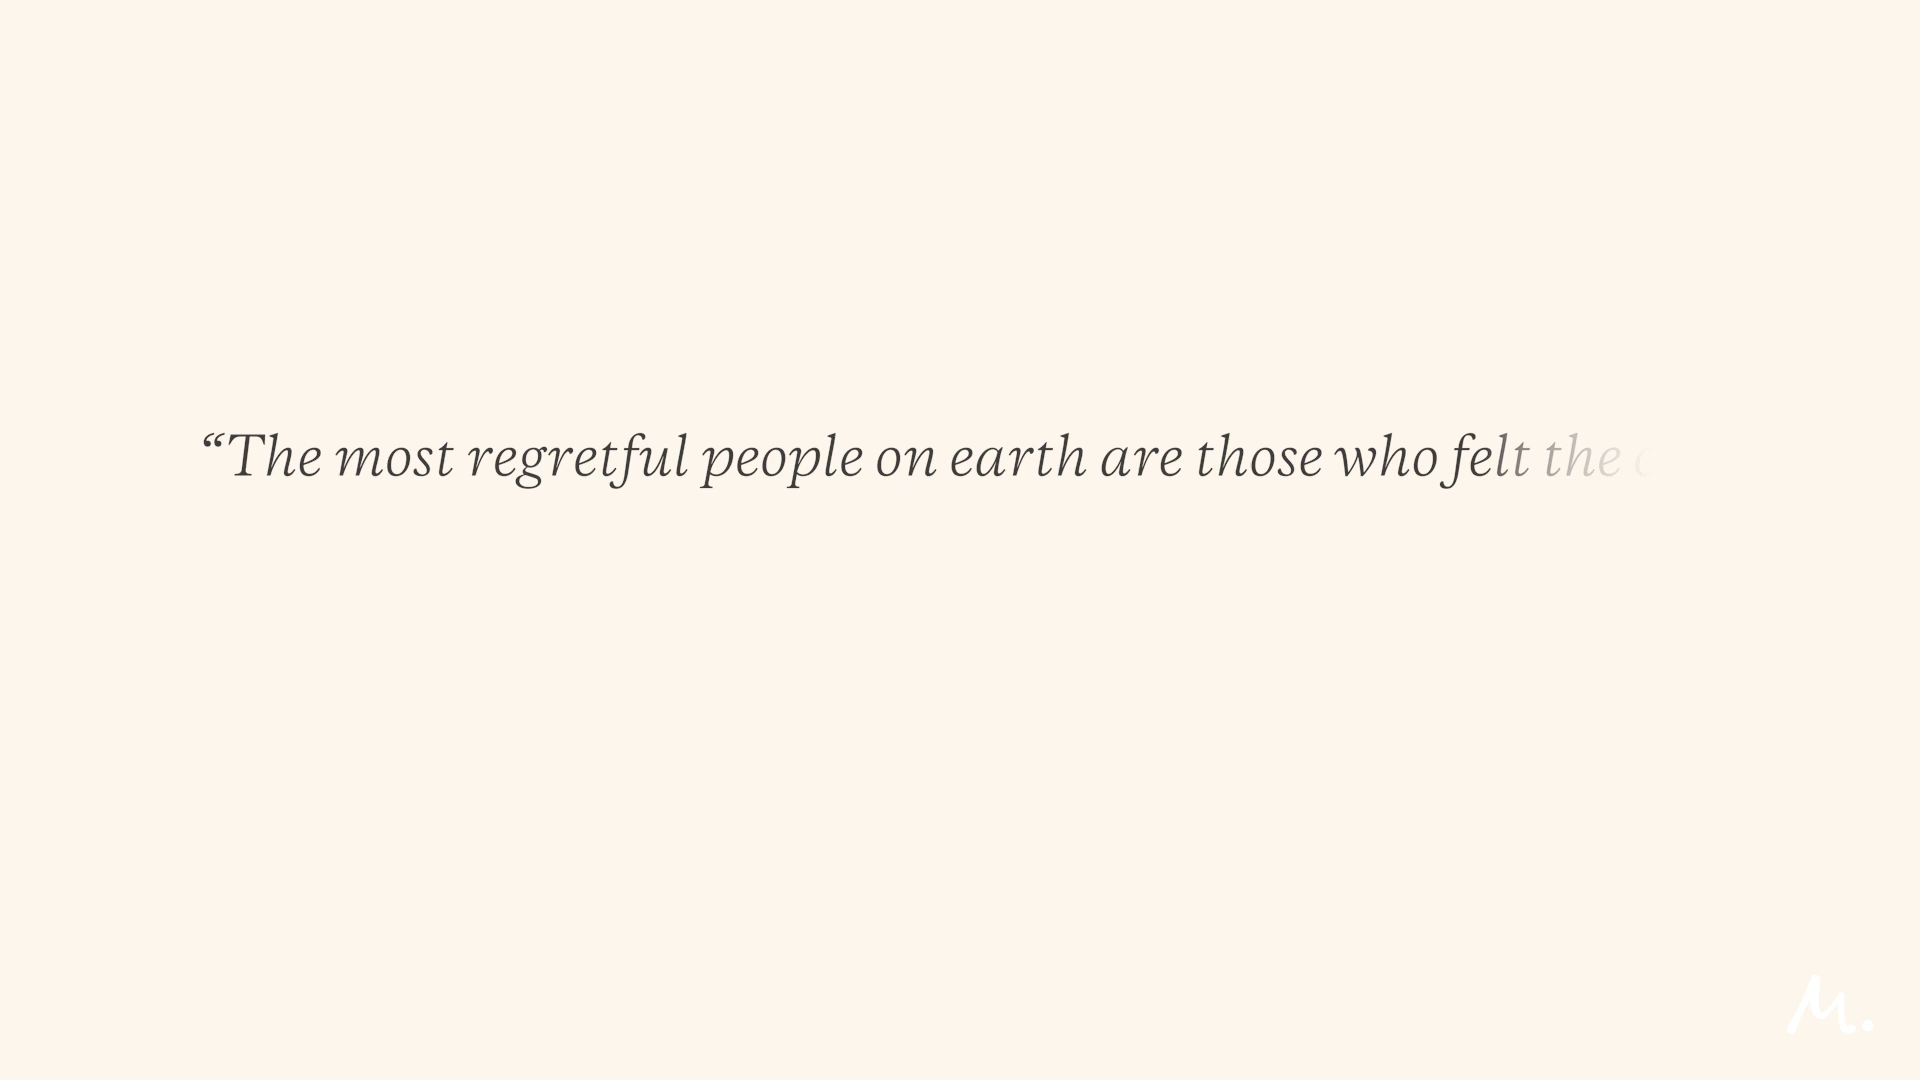 “The most regretful people on earth are those who felt the
M.